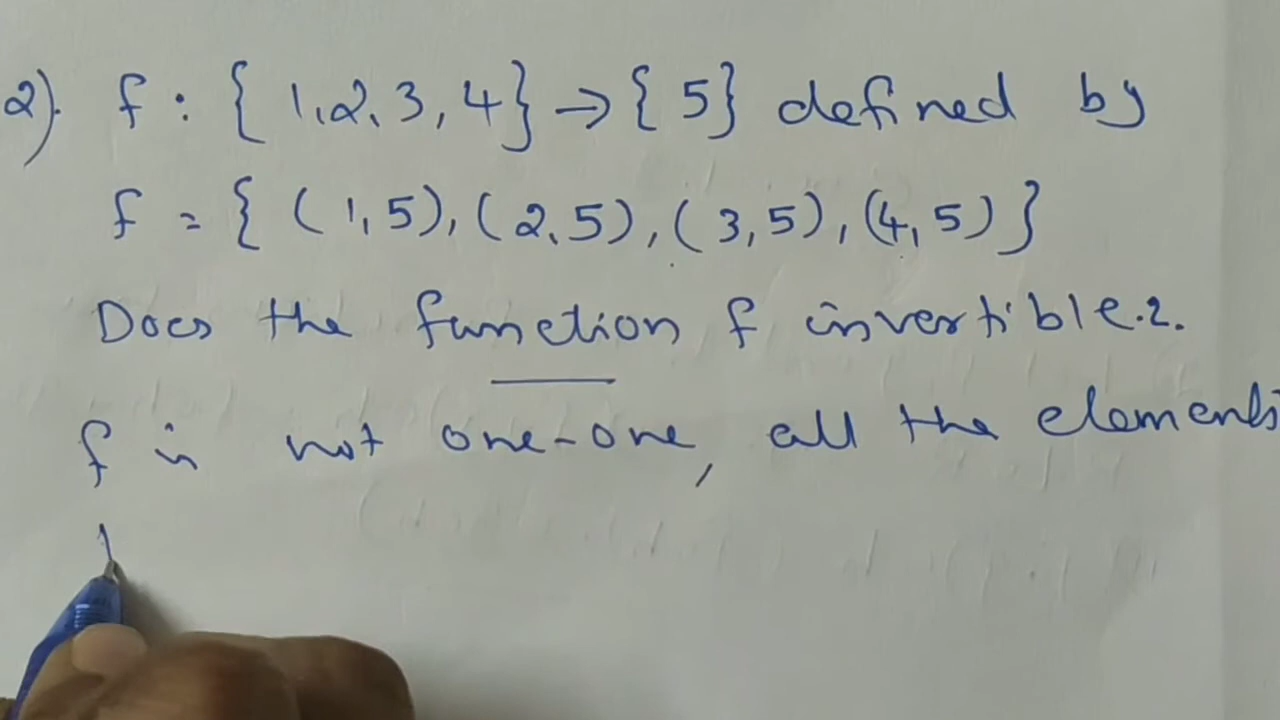 2). f : { 1,2,3,4} → { 5} defined by
f = { (1,5), (2,5), (3,5), (4,5) }
Does the function f invertible.2.
f is not one-one, all the elements